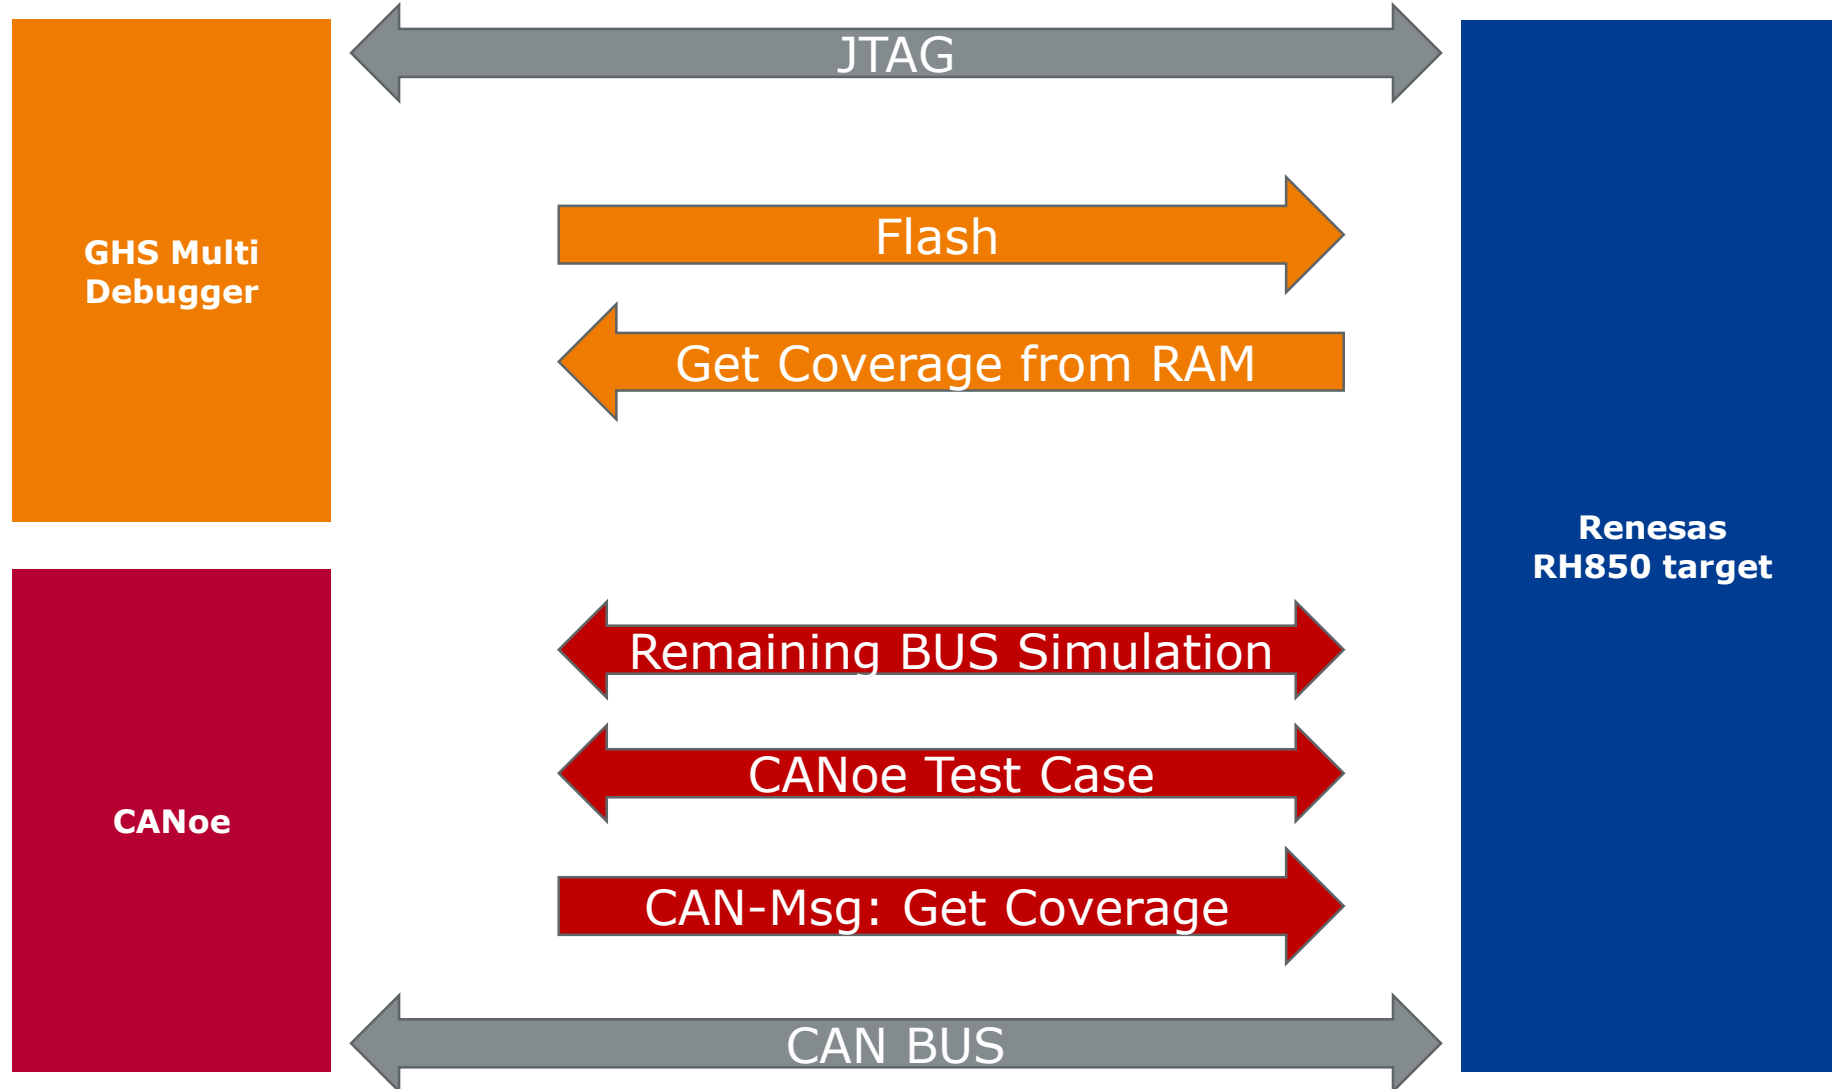 JTAG
GHS Multi
Debugger
Flash
Get Coverage from RAM
Renesas
RH850 target
Remaining BUS Simulation
CANoe Test Case
CANoe
CAN-Msg: Get Coverage
CAN BUS